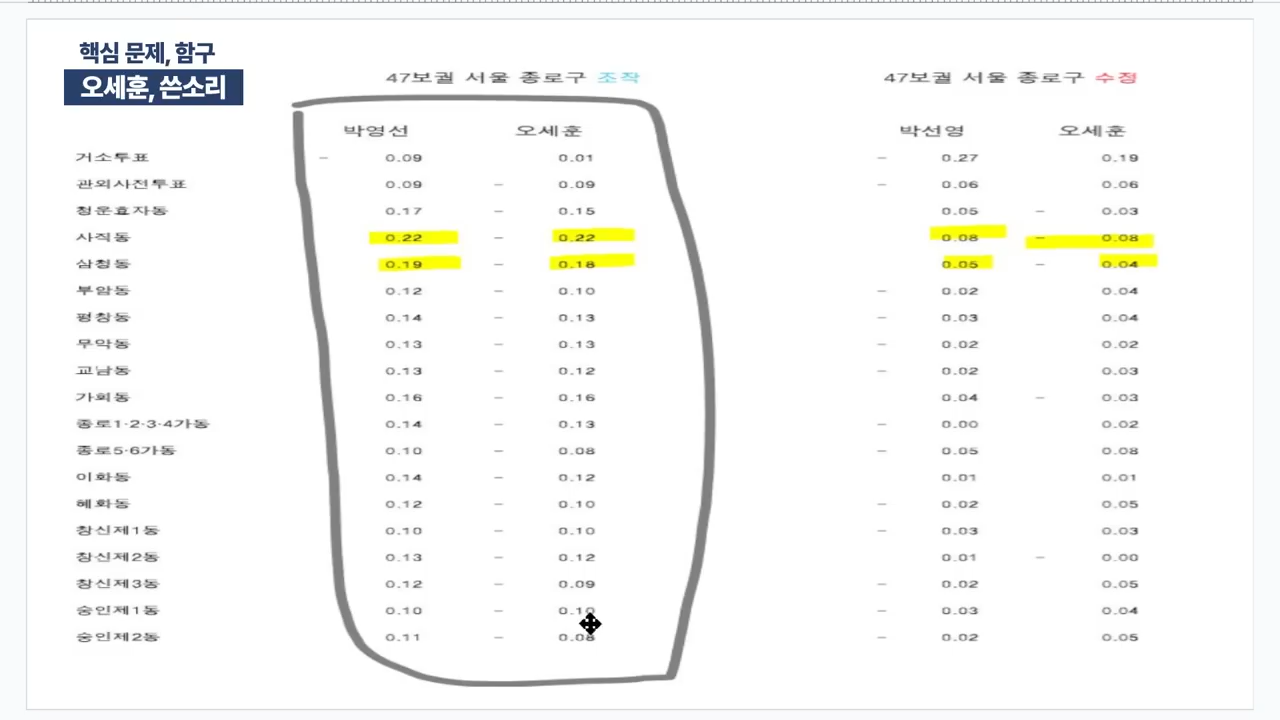 핵심 문제, 함구
오세훈, 쓴소리
47보궐 서울 종로구 조작 47보궐 서울 종로구 수정
박영선 오세훈 박선영 오세훈
거소투표 - 0.09 0.01 - 0.27 0.19
관외사전투표 0.09 - 0.09 - 0.06 0.06
청운효자동 0.17 - 0.15 0.05 - 0.03
사직동 0.22 - 0.22 0.08 - 0.08
삼청동 0.19 - 0.18 0.05 - 0.04
부암동 0.12 - 0.10 - 0.02 0.04
평창동 0.14 - 0.13 - 0.03 0.04
무악동 0.13 - 0.13 - 0.02 0.02
교남동 0.13 - 0.12 - 0.02 0.03
가회동 0.16 - 0.16 0.04 - 0.03
종로1·2·3·4가동 0.14 - 0.13 - 0.00 0.02
종로5·6가동 0.10 - 0.08 - 0.05 0.08
이화동 0.14 - 0.12 0.01 0.01
혜화동 0.12 - 0.10 - 0.02 0.05
창신제1동 0.10 - 0.10 - 0.03 0.03
창신제2동 0.13 - 0.12 0.01 - 0.00
창신제3동 0.12 - 0.09 - 0.02 0.05
숭인제1동 0.10 - 0.10 - 0.03 0.04
숭인제2동 0.11 - 0.08 - 0.02 0.05